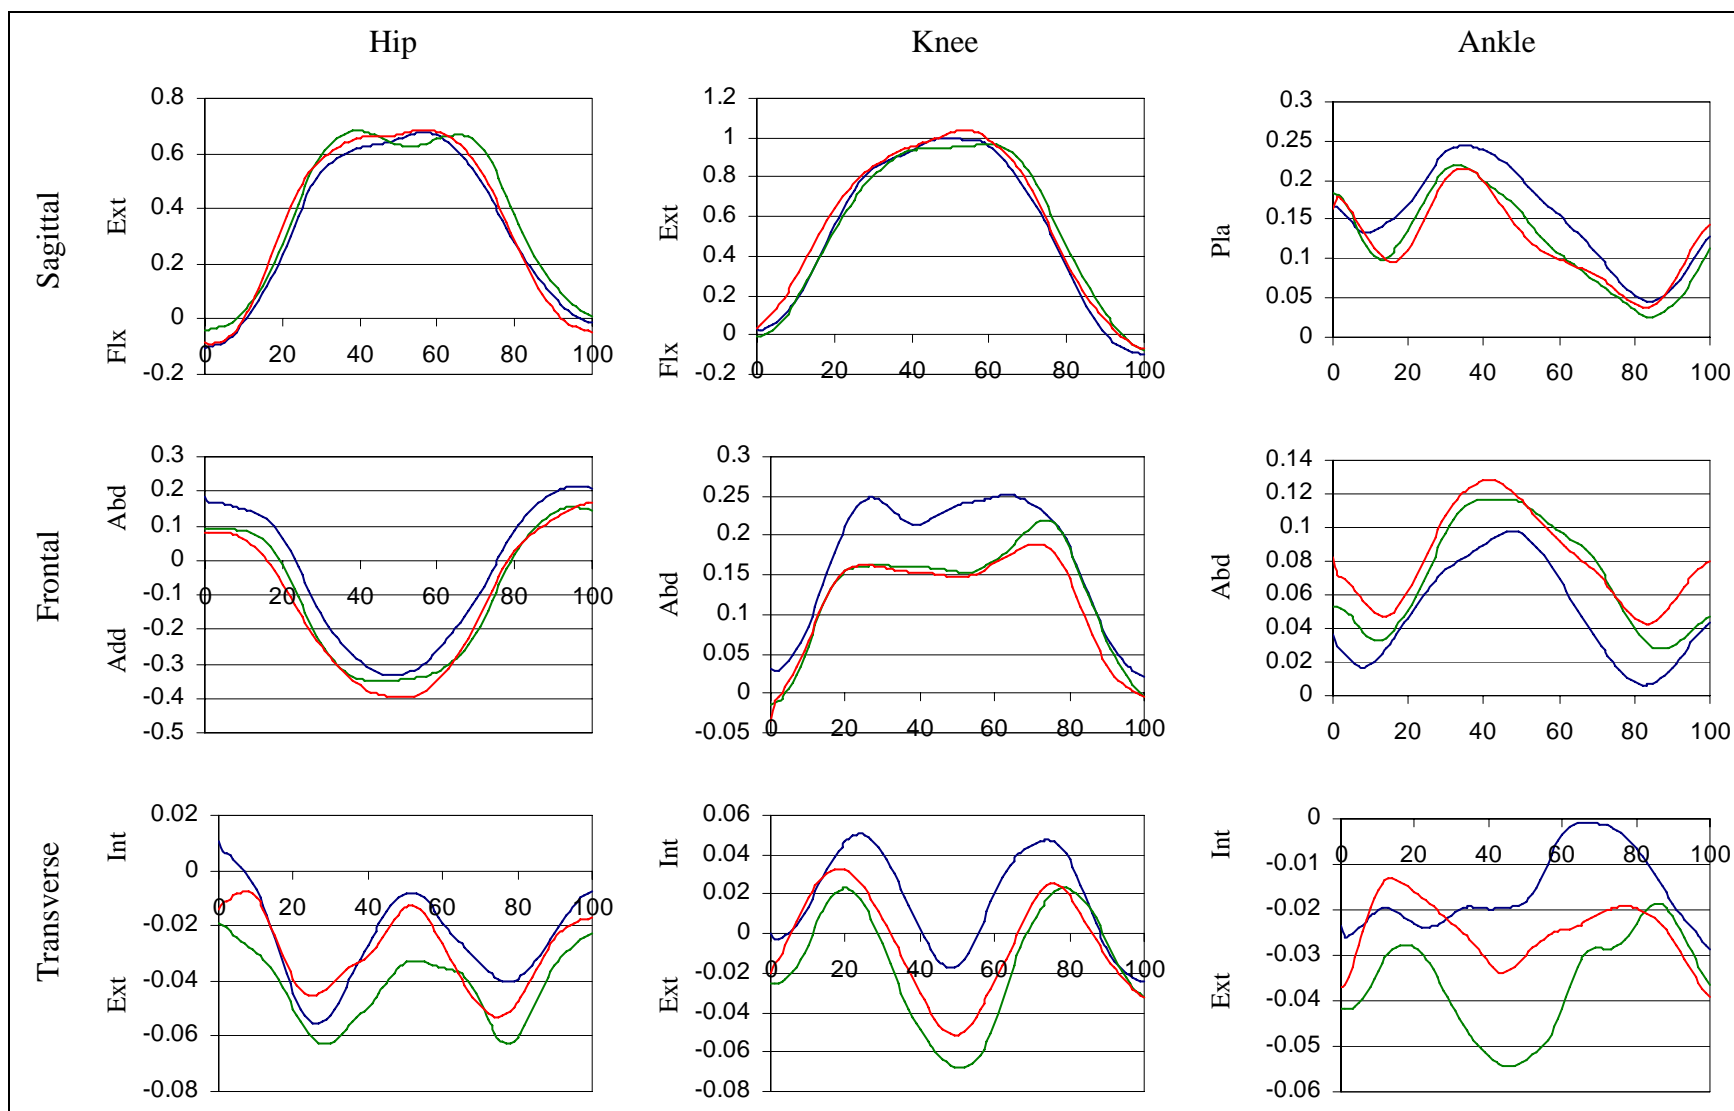 Hip Knee Ankle
Sagittal
Ext
Flx
0.8
0.6
0.4
0.2
0
-0.2
0 20 40 60 80 100
Ext
Flx
1.2
1
0.8
0.6
0.4
0.2
0
-0.2
0 20 40 60 80 100
Pla
0.3
0.25
0.2
0.15
0.1
0.05
0
0 20 40 60 80 100
Frontal
Abd
Add
0.3
0.2
0.1
0
-0.1
-0.2
-0.3
-0.4
-0.5
0 20 40 60 80 100
Abd
0.3
0.25
0.2
0.15
0.1
0.05
0
-0.05
0 20 40 60 80 100
Abd
0.14
0.12
0.1
0.08
0.06
0.04
0.02
0
0 20 40 60 80 100
Transverse
Int
Ext
0.02
0
-0.02
-0.04
-0.06
-0.08
0 20 40 60 80 100
Int
Ext
0.06
0.04
0.02
0
-0.02
-0.04
-0.06
-0.08
0 20 40 60 80 100
Int
Ext
0
-0.01
-0.02
-0.03
-0.04
-0.05
-0.06
0 20 40 60 80 100